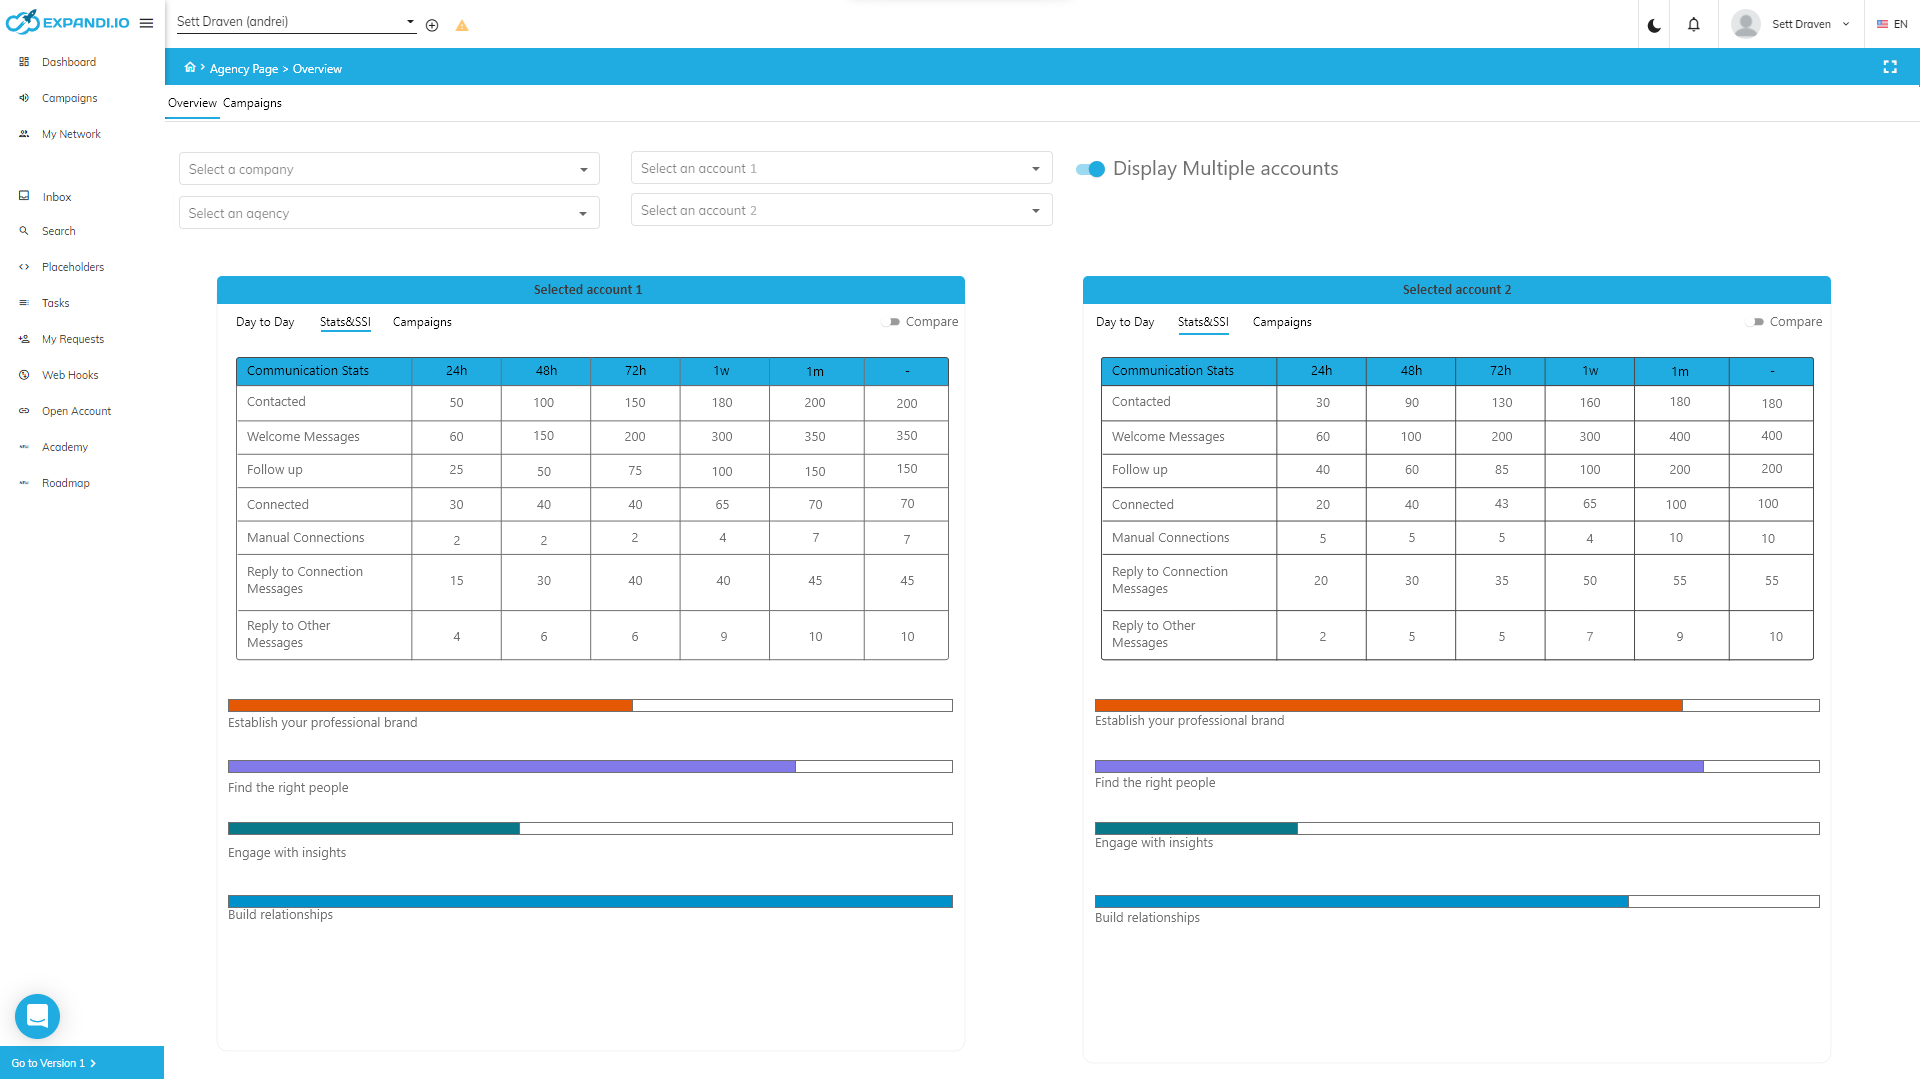 EXPANDI.IO
Sett Draven (andrei)
Sett Draven
EN
Dashboard
Campaigns
My Network
Inbox
Search
Placeholders
Tasks
My Requests
Web Hooks
Open Account
Academy
Roadmap
Go to Version 1
Agency Page > Overview
Overview Campaigns
Select a company
Select an agency
Select an account 1
Select an account 2
Display Multiple accounts
Selected account 1
Day to Day Stats&SSI Campaigns Compare
Communication Stats 24h 48h 72h 1w 1m -
Contacted 50 100 150 180 200 200
Welcome Messages 60 150 200 300 350 350
Follow up 25 50 75 100 150 150
Connected 30 40 40 65 70 70
Manual Connections 2 2 2 4 7 7
Reply to Connection
Messages 15 30 40 40 45 45
Reply to Other
Messages 4 6 6 9 10 10
Establish your professional brand
Find the right people
Engage with insights
Build relationships
Selected account 2
Day to Day Stats&SSI Campaigns Compare
Communication Stats 24h 48h 72h 1w 1m -
Contacted 30 90 130 160 180 180
Welcome Messages 60 100 200 300 400 400
Follow up 40 60 85 100 200 200
Connected 20 40 43 65 100 100
Manual Connections 5 5 5 4 10 10
Reply to Connection
Messages 20 30 35 50 55 55
Reply to Other
Messages 2 5 5 7 9 10
Establish your professional brand
Find the right people
Engage with insights
Build relationships